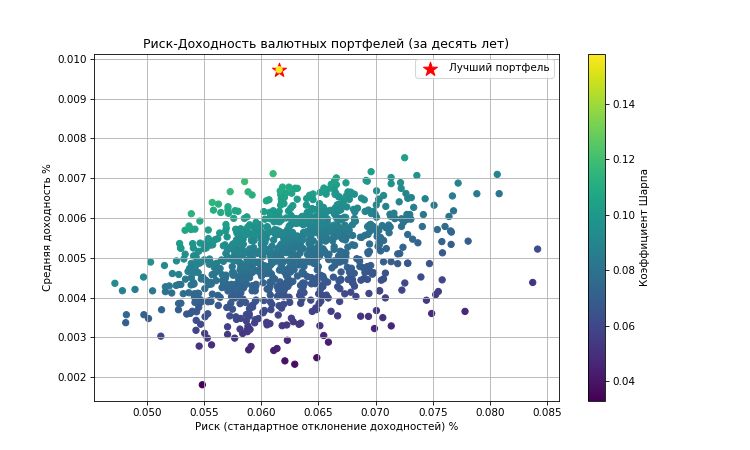 Риск-Доходность валютных портфелей (за десять лет)
Лучший портфель
0.010
0.009
0.008
0.007
0.006
0.005
0.004
0.003
0.002
Средняя доходность %
0.050 0.055 0.060 0.065 0.070 0.075 0.080 0.085
Риск (стандартное отклонение доходностей) %
0.14
0.12
0.10
0.08
0.06
0.04
Коэффициент Шарпа